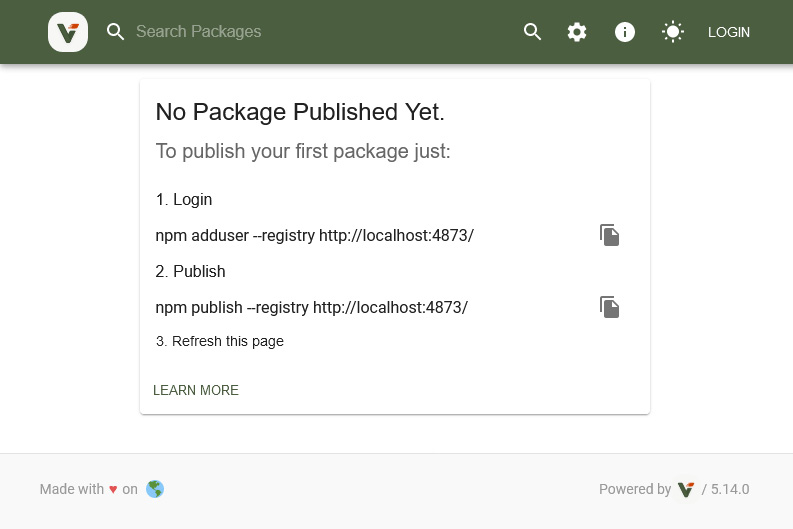 Search Packages
LOGIN
No Package Published Yet.
To publish your first package just:
1. Login
npm adduser --registry http://localhost:4873/
2. Publish
npm publish --registry http://localhost:4873/
3. Refresh this page
LEARN MORE
Made with ♥ on
Powered by / 5.14.0